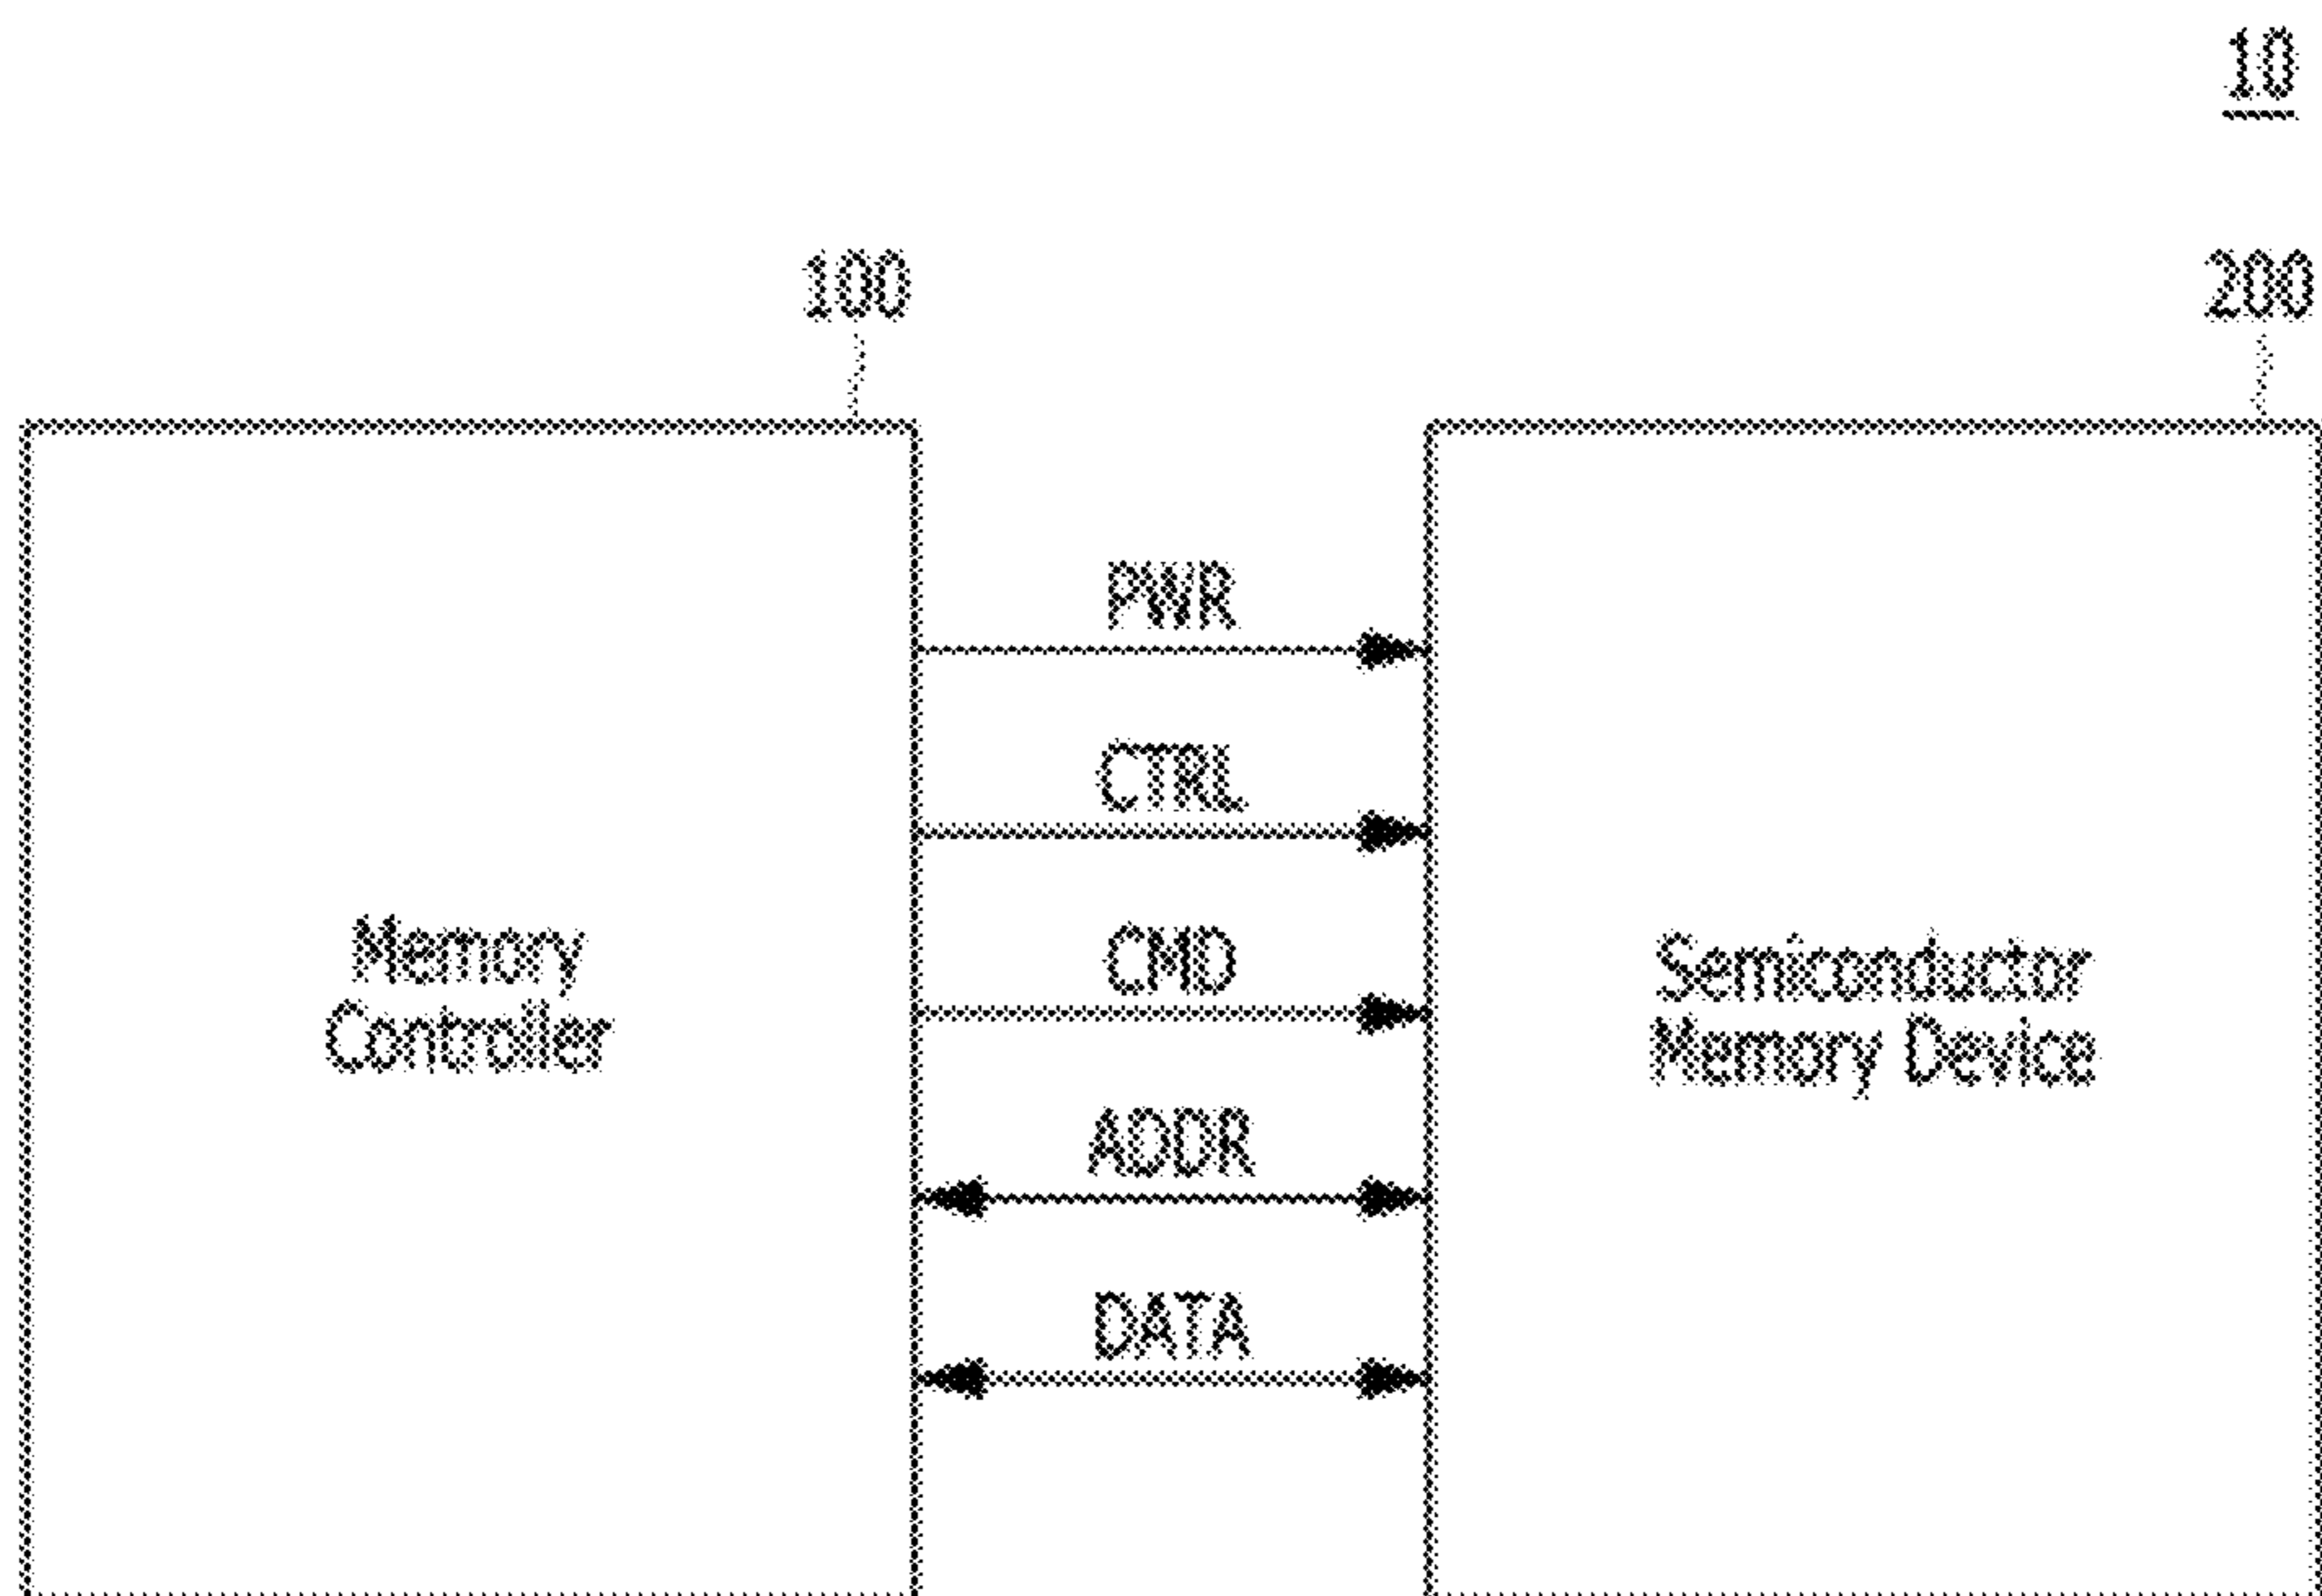 10
100
200
PWR
CTRL
CMD
ADDR
DATA
Memory
Controller
Semiconductor
Memory Device